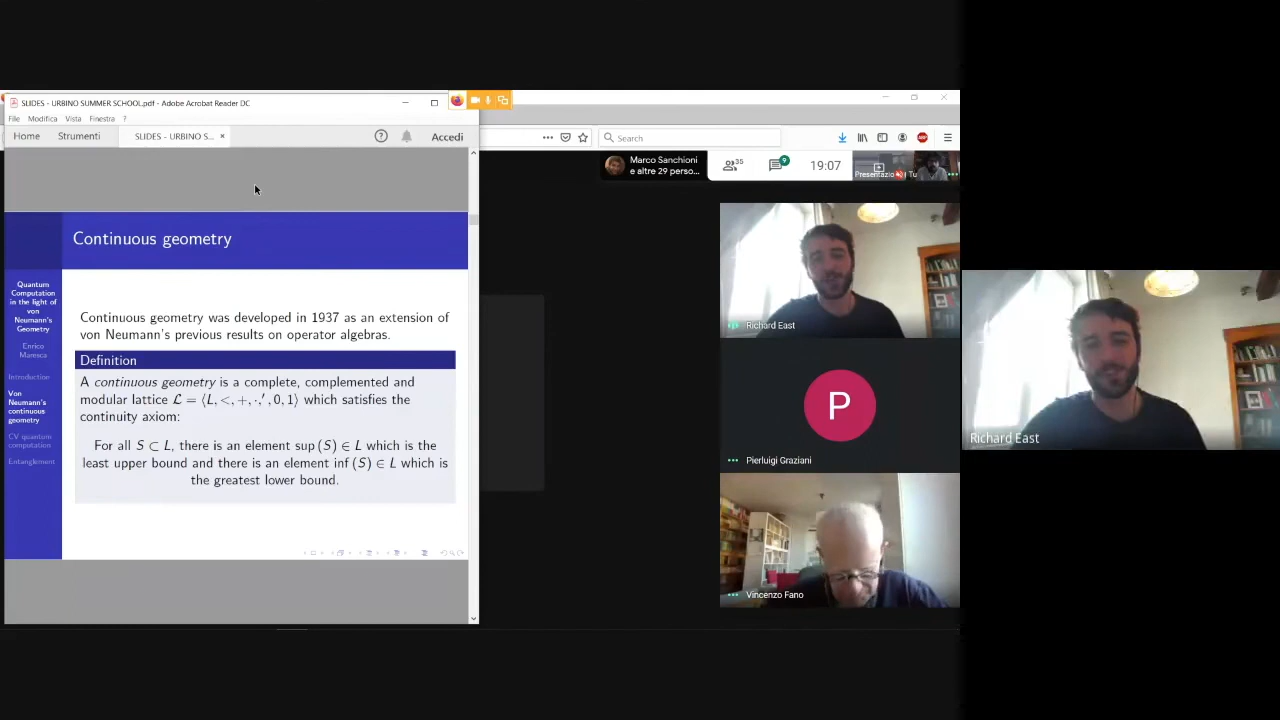 SLIDES - URBINO SUMMER SCHOOL.pdf - Adobe Acrobat Reader DC
File Modifica Vista Finestra ?
Home Strumenti SLIDES - URBINO S... × Accedi
Search
Marco Sanchioni
e altre 29 perso...
35
9
19:07
Presentazio
Tu
Continuous geometry
Quantum
Computation
in the light of
von
Neumann's
Geometry
Enrico
Maresca
Introduction
Von
Neumann's
continuous
geometry
CV quantum
computation
Entanglement
Continuous geometry was developed in 1937 as an extension of
von Neumann's previous results on operator algebras.
Definition
A continuous geometry is a complete, complemented and
modular lattice ℒ = ⟨L, <, +, ·,′ , 0, 1⟩ which satisfies the
continuity axiom:
For all S ⊂ L, there is an element sup (S) ∈ L which is the
least upper bound and there is an element inf (S) ∈ L which is
the greatest lower bound.
Richard East
P
Pierluigi Graziani
Vincenzo Fano
Richard East